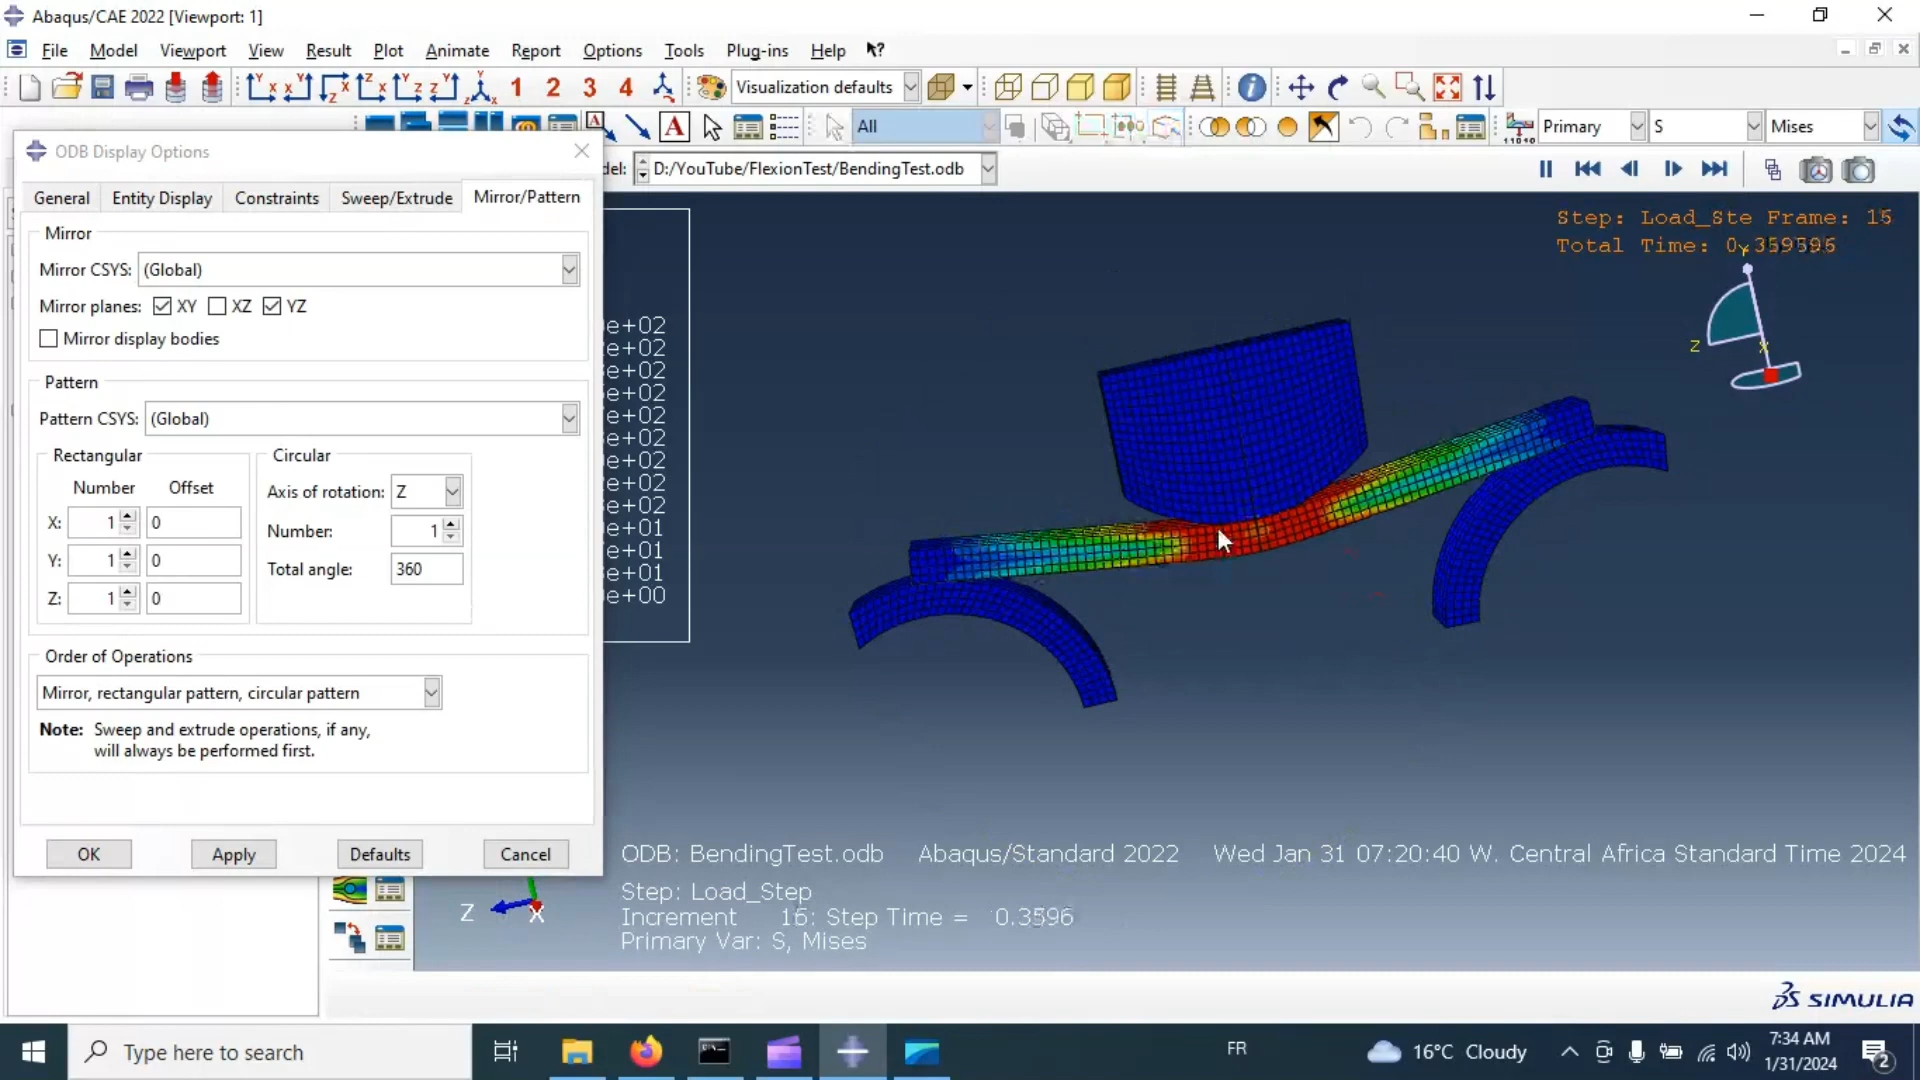 Abaqus/CAE 2022 [Viewport: 1]
File Model Viewport View Result Plot Animate Report Options Tools Plug-ins Help
1 2 3 4
Visualization defaults
All
Primary
S
Mises
ODB Display Options
del: D:/YouTube/FlexionTest/BendingTest.odb
General Entity Display Constraints Sweep/Extrude Mirror/Pattern
Mirror
Mirror CSYS: (Global)
Mirror planes: XY XZ YZ
Mirror display bodies
Pattern
Pattern CSYS: (Global)
Rectangular
Number Offset
X: 1 0
Y: 1 0
Z: 1 0
Circular
Axis of rotation: Z
Number: 1
Total angle: 360
Order of Operations
Mirror, rectangular pattern, circular pattern
Note: Sweep and extrude operations, if any,
will always be performed first.
OK Apply Defaults Cancel
e+02
e+02
e+02
e+02
e+02
e+02
e+02
e+02
e+02
e+01
e+01
e+01
e+00
Step: Load_Ste Frame: 15
Total Time: 0.359596
Y
Z
X
Z
X
ODB: BendingTest.odb Abaqus/Standard 2022 Wed Jan 31 07:20:40 W. Central Africa Standard Time 2024
Step: Load_Step
Increment 15: Step Time = 0.3596
Primary Var: S, Mises
SIMULIA
Type here to search
FR
16°C Cloudy
7:34 AM
1/31/2024
2